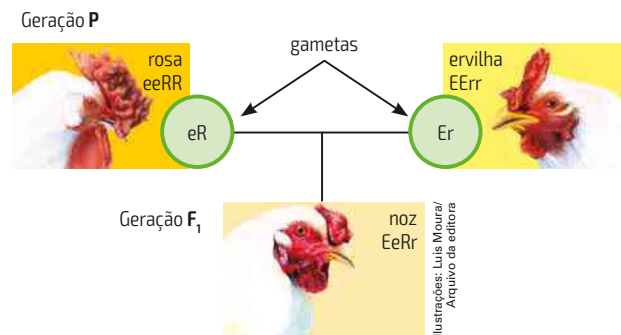 Geração P
rosa
eeRR
gametas
ervilha
EErr
eR
Er
Geração F1
noz
EeRr
Ilustrações: Luis Moura/
Arquivo da editora